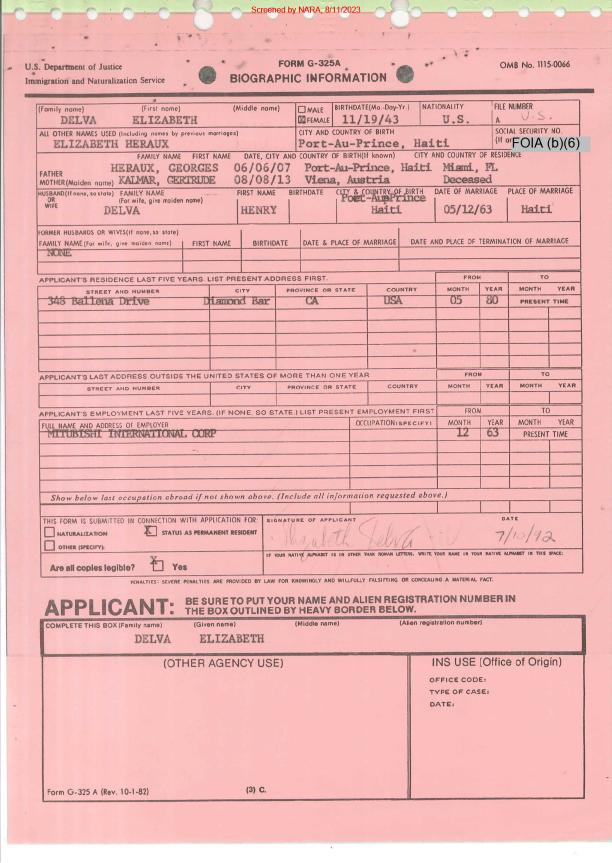 Screened by NARA, 8/11/2023
U.S. Department of Justice
Immigration and Naturalization Service
FORM G-325A
BIOGRAPHIC INFORMATION
OMB No. 1115-0066
(Family name) (First name) (Middle name) MALE FEMALE BIRTHDATE(Mo.-Day-Yr.) NATIONALITY FILE NUMBER
DELVA ELIZABETH 11/19/43 U.S. A U.S.
ALL OTHER NAMES USED (Including names by previous marriages) CITY AND COUNTRY OF BIRTH SOCIAL SECURITY NO.
ELIZABETH HERAUX Port-Au-Prince, Haiti (If FOIA (b)(6)
FAMILY NAME FIRST NAME DATE, CITY AND COUNTRY OF BIRTH(If known) CITY AND COUNTRY OF RESIDENCE
FATHER HERAUX, GEORGES 06/06/07 Port-Au-Prince, Haiti Miami, FL
MOTHER(Maiden name) KALMAR, GERTRUDE 08/08/13 Viena, Austria Deceased
HUSBAND(If none, so state) OR WIFE FAMILY NAME (For wife, give maiden name) FIRST NAME BIRTHDATE CITY & COUNTRY OF BIRTH DATE OF MARRIAGE PLACE OF MARRIAGE
Port-AuPrince
DELVA HENRY Haiti 05/12/63 Haiti
FORMER HUSBANDS OR WIVES(If none, so state)
FAMILY NAME(For wife, give maiden name) FIRST NAME BIRTHDATE DATE & PLACE OF MARRIAGE DATE AND PLACE OF TERMINATION OF MARRIAGE
NONE
APPLICANT'S RESIDENCE LAST FIVE YEARS. LIST PRESENT ADDRESS FIRST. FROM TO
STREET AND NUMBER CITY PROVINCE OR STATE COUNTRY MONTH YEAR MONTH YEAR
348 Ballena Drive Diamond Bar CA USA 05 80 PRESENT TIME
APPLICANT'S LAST ADDRESS OUTSIDE THE UNITED STATES OF MORE THAN ONE YEAR FROM TO
STREET AND NUMBER CITY PROVINCE OR STATE COUNTRY MONTH YEAR MONTH YEAR
APPLICANT'S EMPLOYMENT LAST FIVE YEARS. (IF NONE, SO STATE.) LIST PRESENT EMPLOYMENT FIRST FROM TO
FULL NAME AND ADDRESS OF EMPLOYER OCCUPATION(SPECIFY) MONTH YEAR MONTH YEAR
MITUBISHI INTERNATIONAL CORP 12 63 PRESENT TIME
Show below last occupation abroad if not shown above. (Include all information requested above.)
THIS FORM IS SUBMITTED IN CONNECTION WITH APPLICATION FOR: SIGNATURE OF APPLICANT DATE
NATURALIZATION X STATUS AS PERMANENT RESIDENT Elizabeth Delva 7/10/92
OTHER (SPECIFY):
IF YOUR NATIVE ALPHABET IS IN OTHER THAN ROMAN LETTERS, WRITE YOUR NAME IN YOUR NATIVE ALPHABET IN THIS SPACE:
Are all copies legible? X Yes
PENALTIES: SEVERE PENALTIES ARE PROVIDED BY LAW FOR KNOWINGLY AND WILLFULLY FALSIFYING OR CONCEALING A MATERIAL FACT.
APPLICANT: BE SURE TO PUT YOUR NAME AND ALIEN REGISTRATION NUMBER IN
THE BOX OUTLINED BY HEAVY BORDER BELOW.
COMPLETE THIS BOX (Family name) (Given name) (Middle name) (Alien registration number)
DELVA ELIZABETH
(OTHER AGENCY USE) INS USE (Office of Origin)
OFFICE CODE:
TYPE OF CASE:
DATE:
Form G-325 A (Rev. 10-1-82) (3) C.